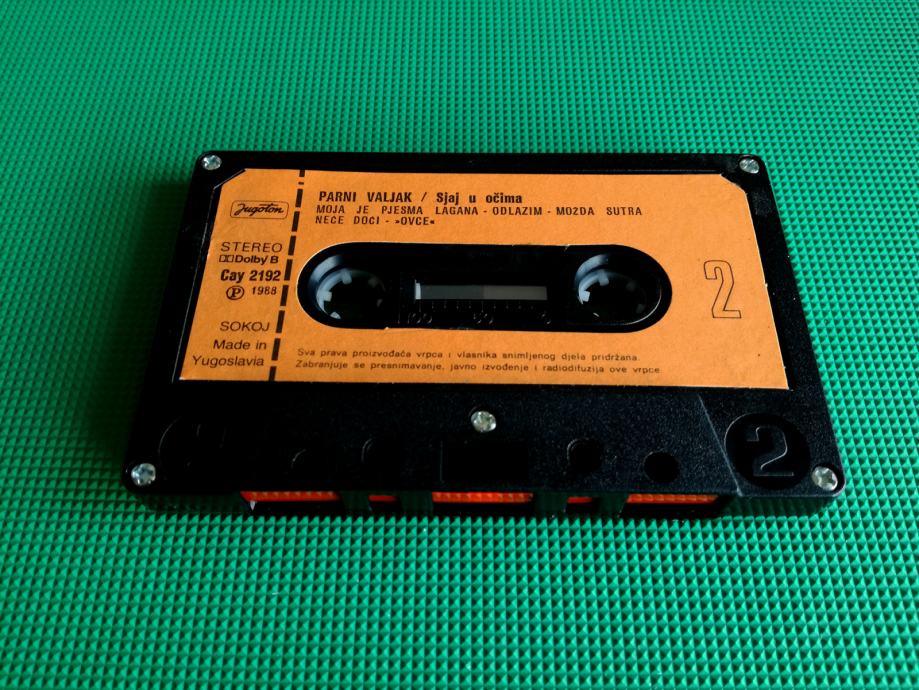 PARNI VALJAK / Sjaj u očima
MOJA JE PJESMA LAGANA - ODLAZIM - MOŽDA SUTRA
NEĆE DOĆI - »OVCE«
Jugoton
STEREO
Dolby B
Cay 2192
Ⓟ 1988
SOKOJ
Made in
Yugoslavia
2
Sva prava proizvođača vrpca i vlasnika snimljenog djela pridržana.
Zabranjuje se presnimavanje, javno izvođenje i radiodifuzija ove vrpce
2